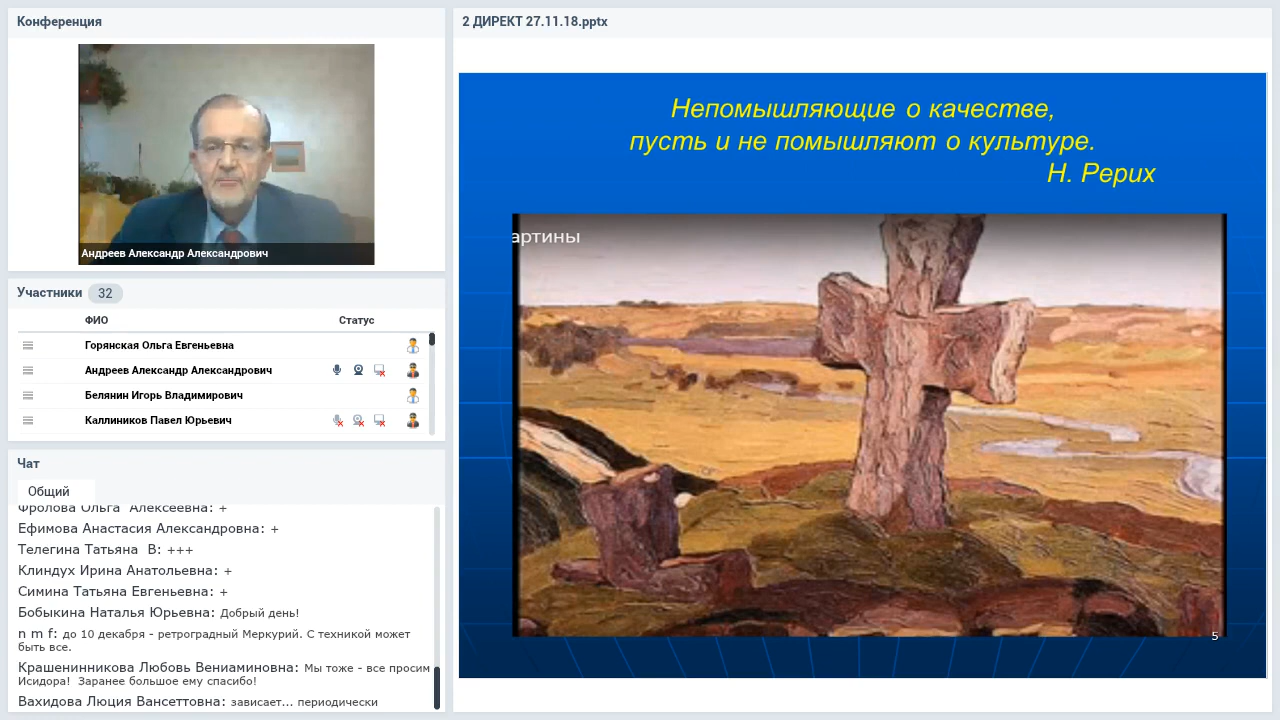 Конференция
Андреев Александр Александрович
Участники 32
ФИО Статус
Горянская Ольга Евгеньевна
Андреев Александр Александрович
Белянин Игорь Владимирович
Каллиников Павел Юрьевич
Чат
Общий
Фролова Ольга Алексеевна: +
Ефимова Анастасия Александровна: +
Телегина Татьяна В: +++
Клиндух Ирина Анатольевна: +
Симина Татьяна Евгеньевна: +
Бобыкина Наталья Юрьевна: Добрый день!
n m f: до 10 декабря - ретроградный Меркурий. С техникой может
быть все.
Крашенинникова Любовь Вениаминовна: Мы тоже - все просим
Исидора! Заранее большое ему спасибо!
Вахидова Люция Вансеттовна: зависает... периодически
2 ДИРЕКТ 27.11.18.pptx
Непомышляющие о качестве,
пусть и не помышляют о культуре.
Н. Рерих
артины
5